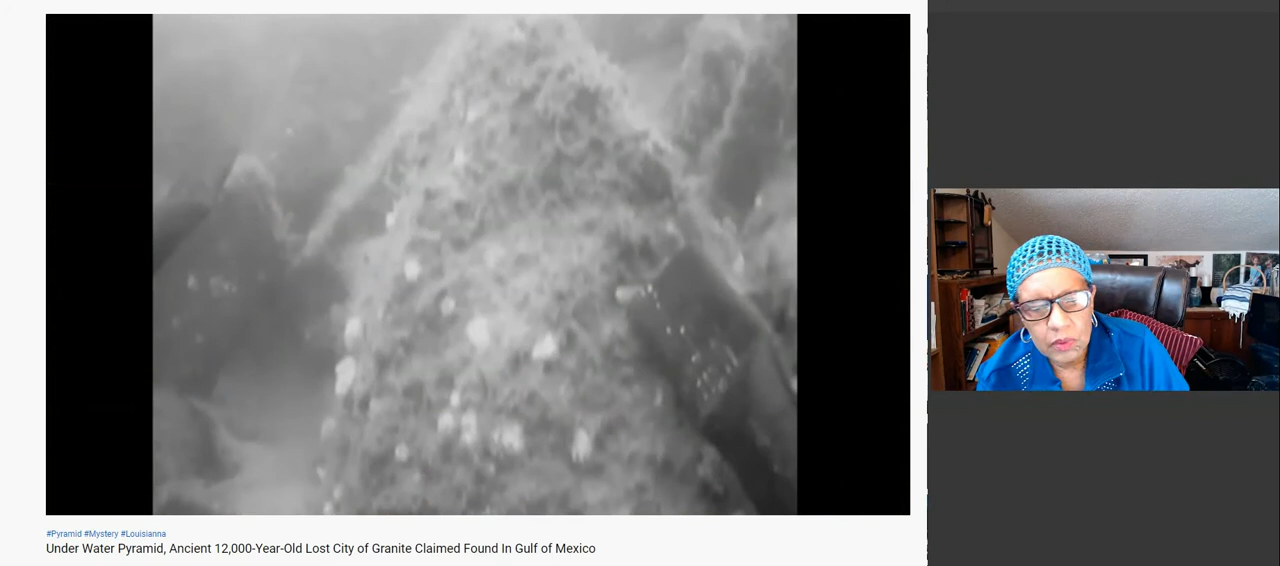 #Pyramid #Mystery #Louisianna
Under Water Pyramid, Ancient 12,000-Year-Old Lost City of Granite Claimed Found In Gulf of Mexico